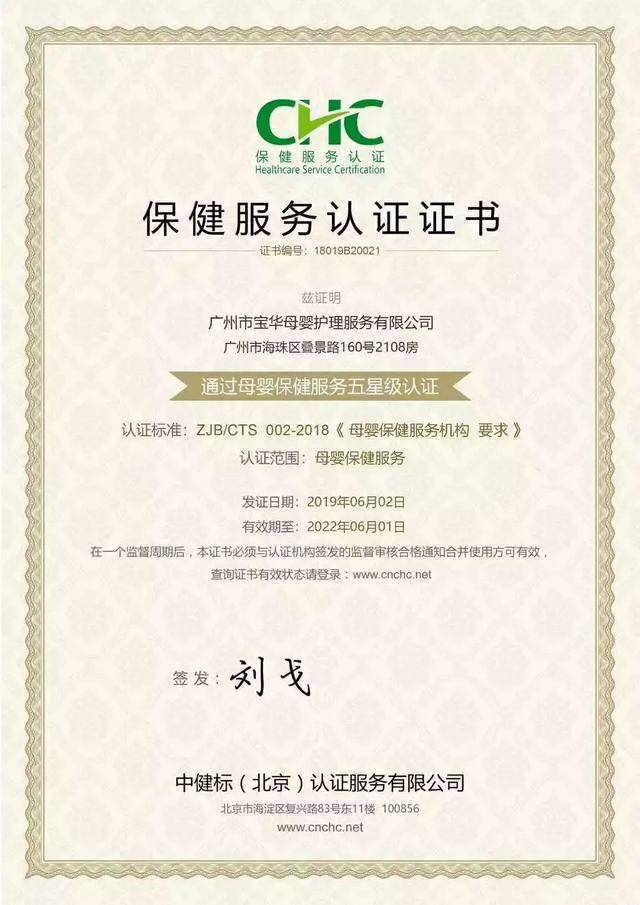 CHC
保健服务认证
Healthcare Service Certification
保健服务认证证书
证书编号：18019B20021
兹证明
广州市宝华母婴护理服务有限公司
广州市海珠区叠景路160号2108房
通过母婴保健服务五星级认证
认证标准：ZJB/CTS 002-2018《 母婴保健服务机构 要求 》
认证范围：母婴保健服务
发证日期：2019年06月02日
有效期至：2022年06月01日
在一个监督周期后，本证书必须与认证机构签发的监督审核合格通知合并使用方可有效，
查询证书有效状态请登录：www.cnchc.net
签发：刘戈
中健标（北京）认证服务有限公司
北京市海淀区复兴路83号东11楼 100856
www.cnchc.net